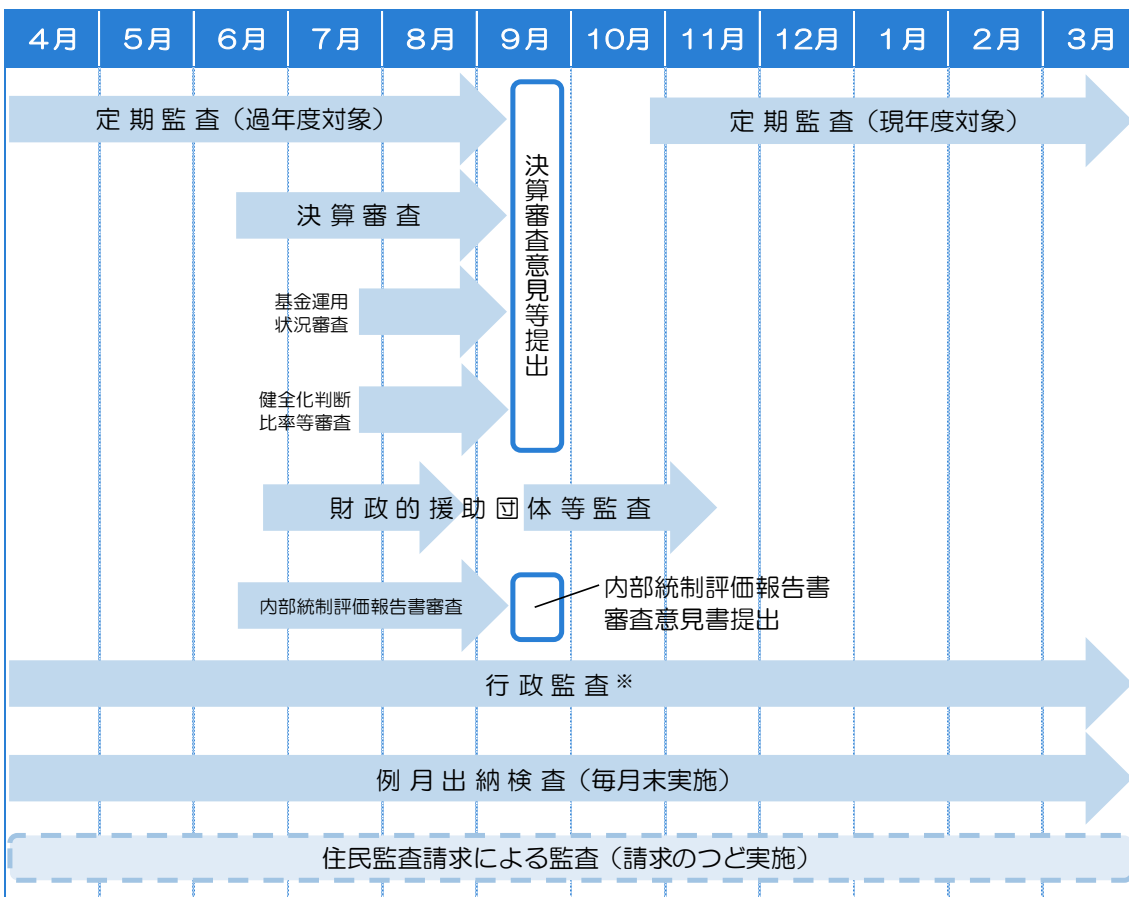 4月 5月 6月 7月 8月 9月 10月 11月 12月 1月 2月 3月
定期監査（過年度対象）
定期監査（現年度対象）
決算審査意見等提出
決算審査
基金運用
状況審査
健全化判断
比率等審査
財政的援助団体等監査
内部統制評価報告書審査
内部統制評価報告書
審査意見書提出
行政監査※
例月出納検査（毎月末実施）
住民監査請求による監査（請求のつど実施）